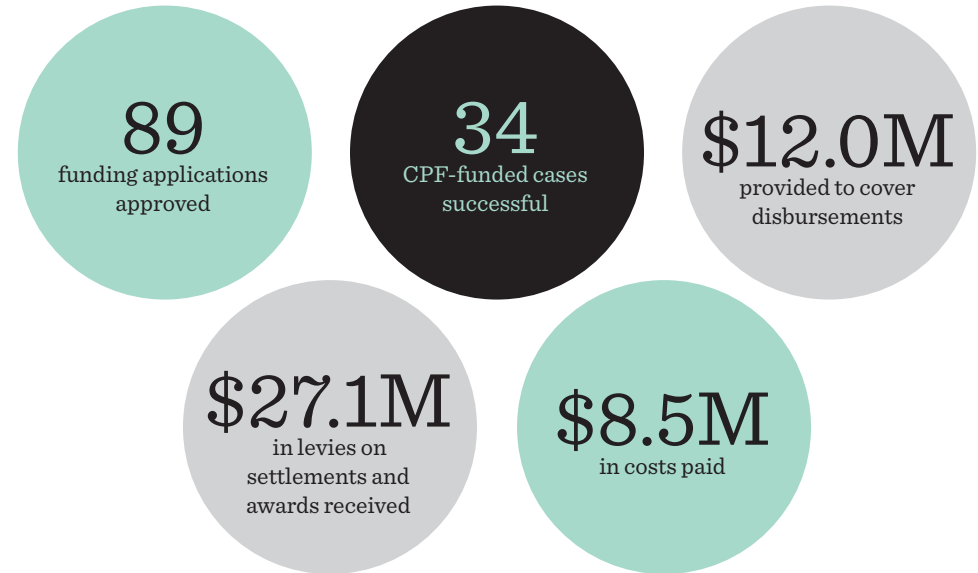 89
funding applications
approved
34
CPF-funded cases
successful
$12.0M
provided to cover
disbursements
$27.1M
in levies on
settlements and
awards received
$8.5M
in costs paid